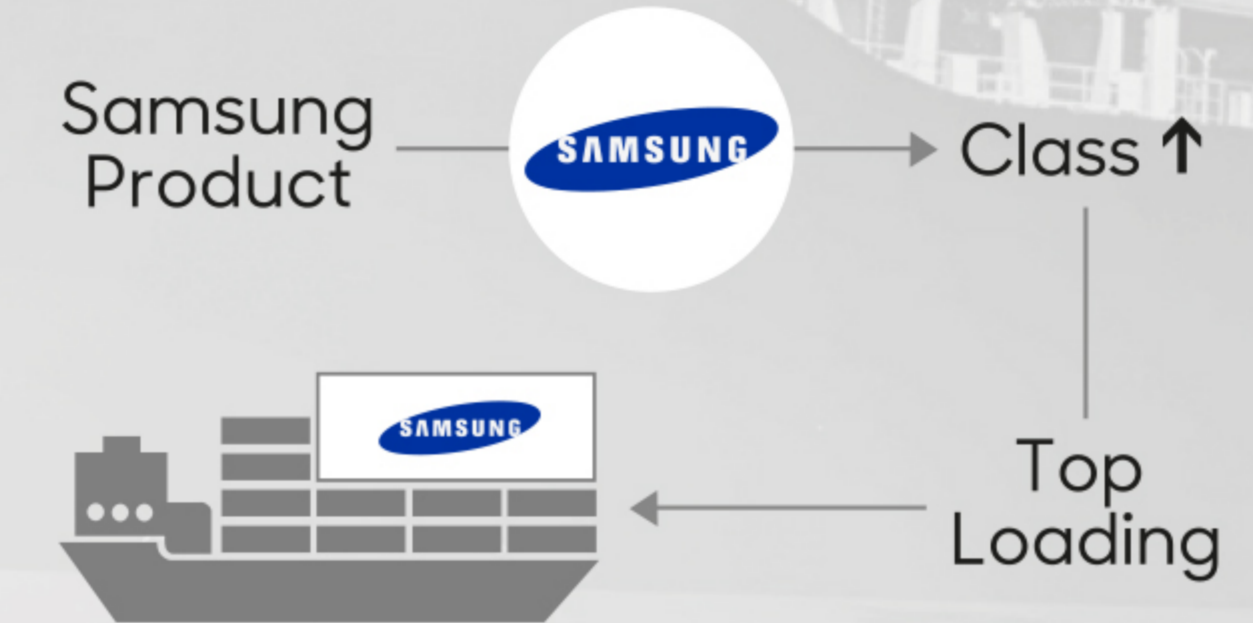 Samsung
Product
SAMSUNG
Class ↑
Top
Loading
SAMSUNG